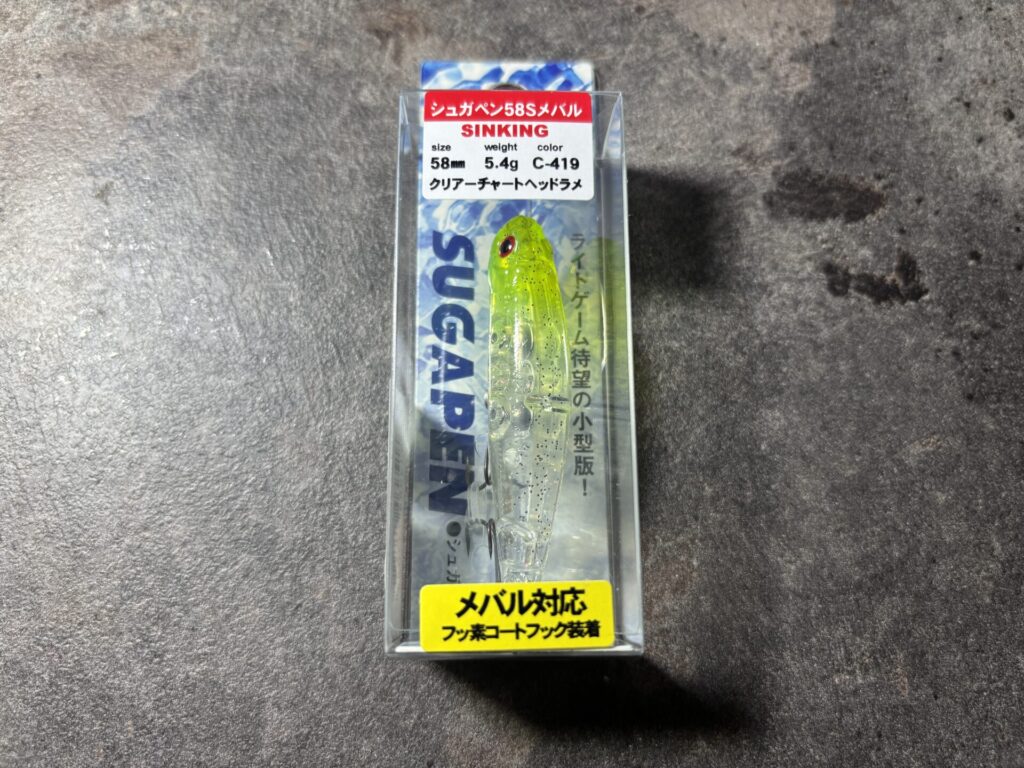 シュガペン58Sメバル
SINKING
size weight color
58mm 5.4g C-419
クリアーチャートヘッドラメ
SUGAPEN
シュガ
ライトゲーム待望の小型版！
メバル対応
フッ素コートフック装着